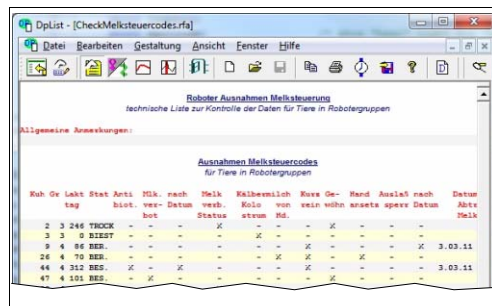 DpList - [CheckMelksteuercodes.rfa]
Datei Bearbeiten Gestaltung Ansicht Fenster Hilfe
Roboter Ausnahmen Melksteuerung
technische Liste zur Kontrolle der Daten für Tiere in Robotergruppen
Allgemeine Anmerkungen:
Ausnahmen Melksteuercodes
für Tiere in Robotergruppen
Kuh Gr Lakt Stat Anti Mlk. nach Melk Kälbermilch Kurs Ge- Hand Auslaß nach Datum
tag biot. ver- Datum verb. Kolo von rein wöhn ansetz sperr Datum Abts
bot Status strum Md. Melk
2 3 246 TROCK - - - X - - - X - - -
3 3 0 BIEST - - - - X - - - - - -
9 4 86 BER. - - - - - - X - - - X 3.03.11
26 4 70 BER. - - - - - X - - X - -
44 4 312 BES. X - X - - - X - - - - 3.03.11
47 4 101 BES. - X - - - - - X - - -